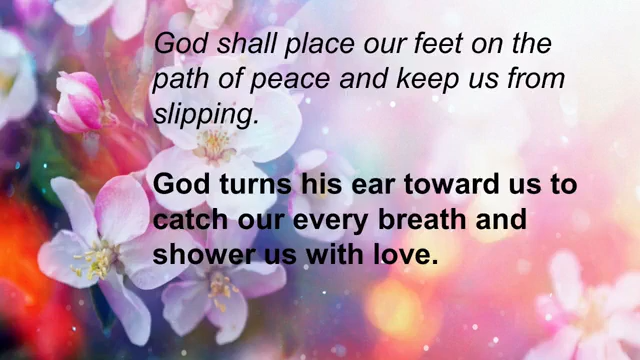 God shall place our feet on the
path of peace and keep us from
slipping.
God turns his ear toward us to
catch our every breath and
shower us with love.